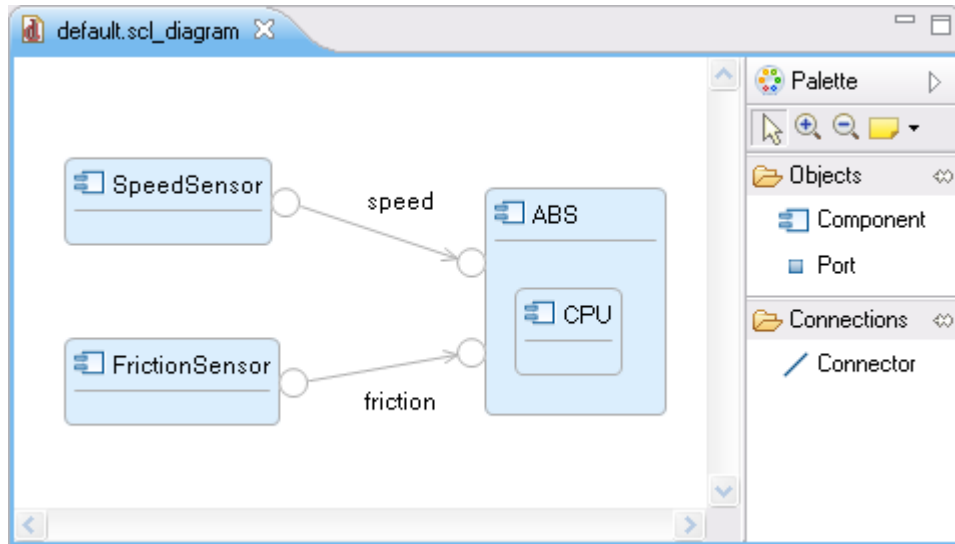 default.scl_diagram
Palette
Objects
Component
Port
Connections
Connector
SpeedSensor
speed
ABS
CPU
FrictionSensor
friction